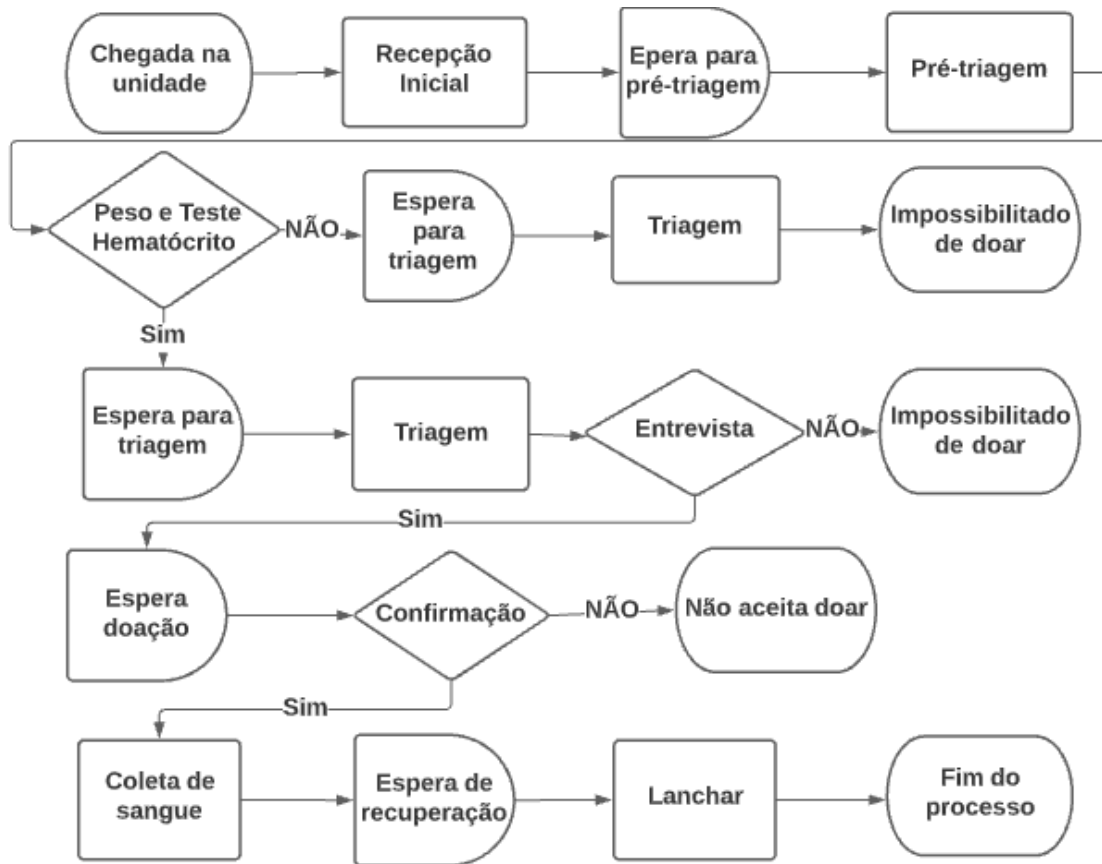 Chegada na
unidade
Recepção
Inicial
Epera para
pré-triagem
Pré-triagem
Peso e Teste
Hematócrito
NÃO
Espera
para
triagem
Triagem
Impossibilitado
de doar
Sim
Espera para
triagem
Triagem
Entrevista
NÃO
Impossibilitado
de doar
Sim
Espera
doação
Confirmação
NÃO
Não aceita doar
Sim
Coleta de
sangue
Espera de
recuperação
Lanchar
Fim do
processo